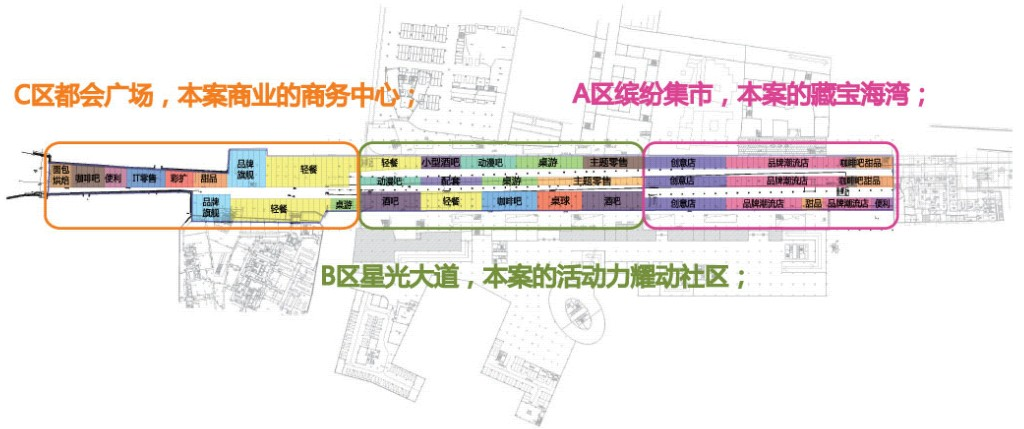 C区都会广场，本案商业的商务中心；
A区缤纷集市，本案的藏宝海湾；
面包
烘焙
咖啡吧
便利
IT零售
彩扩
甜品
品牌
旗舰
轻餐
品牌
旗舰
轻餐
桌游
轻餐
小型酒吧
动漫吧
桌游
主题零售
动漫吧
配套
桌游
主题零售
酒吧
轻餐
咖啡吧
桌球
酒吧
创意店
品牌潮流店
咖啡吧甜品
创意店
品牌潮流店
咖啡吧甜品
创意店
品牌潮流店
甜品
品牌潮流店
便利
B区星光大道，本案的活动力耀动社区；